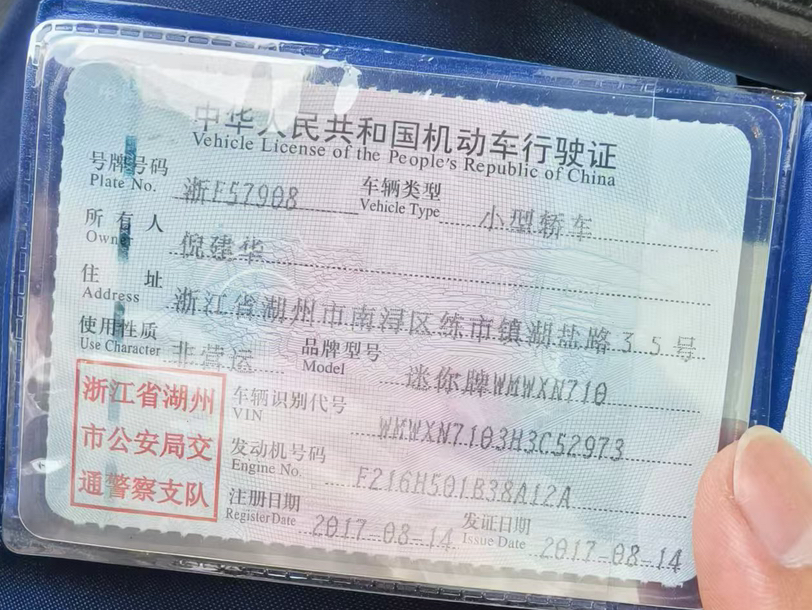 中华人民共和国机动车行驶证
Vehicle License of the People's Republic of China
号牌号码 浙F57908 车辆类型 小型轿车
Plate No. Vehicle Type
所有人 倪建华
Owner
住址 浙江省湖州市南浔区练市镇湖盐路35号
Address
使用性质 非营运 品牌型号 迷你牌WMWXN710
Use Character Model
浙江省湖州
市公安局交
通警察支队
车辆识别代号 WMWXN7103H3C52973
VIN
发动机号码 F216H501B38A12A
Engine No.
注册日期 2017-08-14 发证日期 2017-08-14
Register Date Issue Date